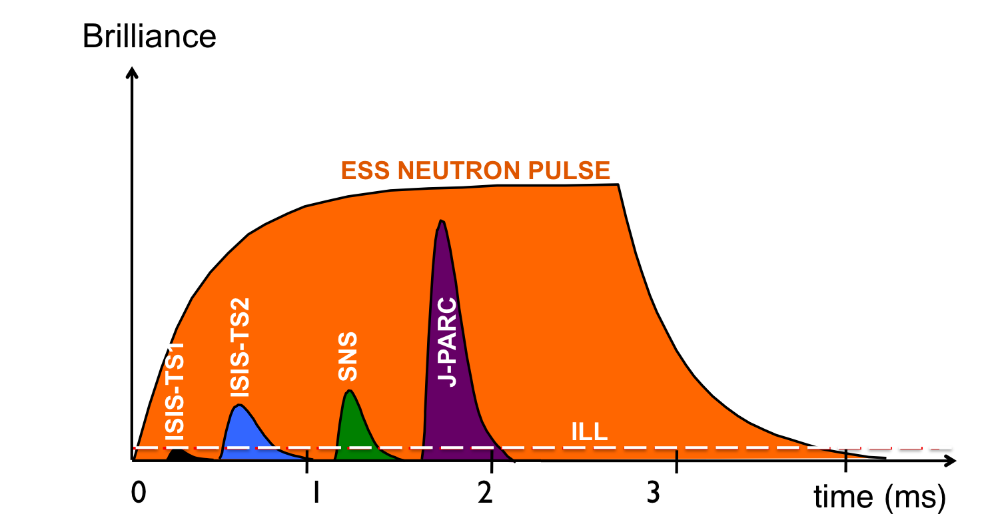 Brilliance
ESS NEUTRON PULSE
ISIS-TS1
ISIS-TS2
SNS
J-PARC
ILL
0 1 2 3
time (ms)